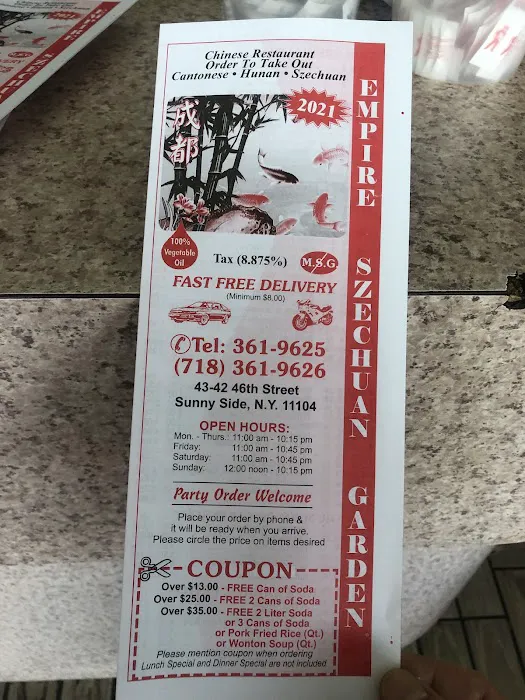 Chinese Restaurant
Order To Take Out
Cantonese • Hunan • Szechuan
2021
成都
100%
Vegetable
Oil
Tax (8.875%)
M.S.G
FAST FREE DELIVERY
(Minimum $8.00)
Tel: 361-9625
(718) 361-9626
43-42 46th Street
Sunny Side, N.Y. 11104
OPEN HOURS:
Mon. - Thurs.: 11:00 am - 10:15 pm
Friday: 11:00 am - 10:45 pm
Saturday: 11:00 am - 10:45 pm
Sunday: 12:00 noon - 10:15 pm
Party Order Welcome
Place your order by phone &
it will be ready when you arrive.
Please circle the price on items desired
COUPON
Over $13.00 - FREE Can of Soda
Over $25.00 - FREE 2 Cans of Soda
Over $35.00 - FREE 2 Liter Soda
or 3 Cans of Soda
or Pork Fried Rice (Qt.)
or Wonton Soup (Qt.)
Please mention coupon when ordering
Lunch Special and Dinner Special are not included
EMPIRE SZECHUAN GARDEN